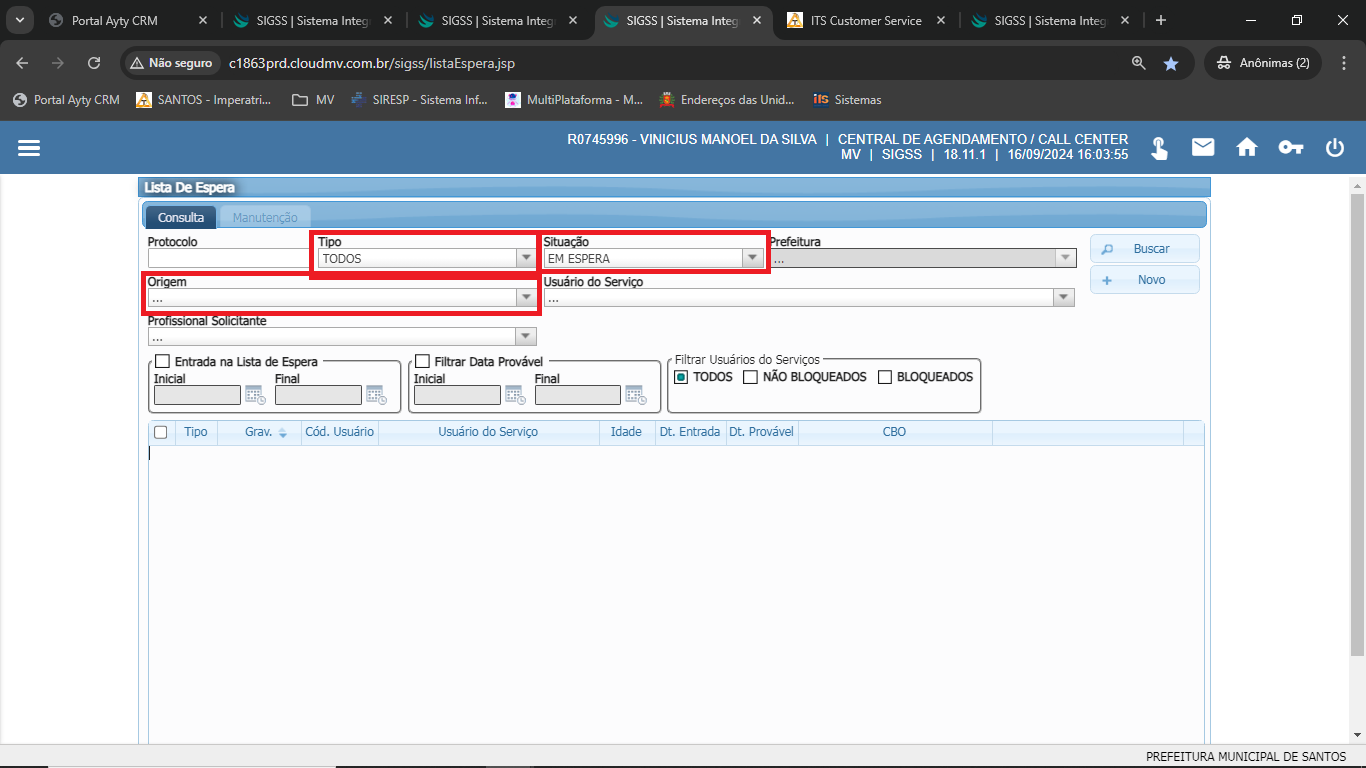 Portal Ayty CRM
SIGSS | Sistema Integ
SIGSS | Sistema Integ
SIGSS | Sistema Integ
ITS Customer Service
SIGSS | Sistema Integ
Não seguro
c1863prd.cloudmv.com.br/sigss/listaEspera.jsp
Anônimas (2)
Portal Ayty CRM
SANTOS - Imperatri...
MV
SIRESP - Sistema Inf...
MultiPlataforma - M...
Endereços das Unid...
its Sistemas
R0745996 - VINICIUS MANOEL DA SILVA | CENTRAL DE AGENDAMENTO / CALL CENTER
MV | SIGSS | 18.11.1 | 16/09/2024 16:03:55
Lista De Espera
Consulta
Manutenção
Protocolo
Tipo
Situação
Prefeitura
TODOS
EM ESPERA
...
Buscar
Novo
Origem
Usuário do Serviço
...
...
Profissional Solicitante
...
Entrada na Lista de Espera
Inicial
Final
Filtrar Data Provável
Inicial
Final
Filtrar Usuários do Serviços
TODOS
NÃO BLOQUEADOS
BLOQUEADOS
Tipo
Grav.
Cód. Usuário
Usuário do Serviço
Idade
Dt. Entrada
Dt. Provável
CBO
PREFEITURA MUNICIPAL DE SANTOS